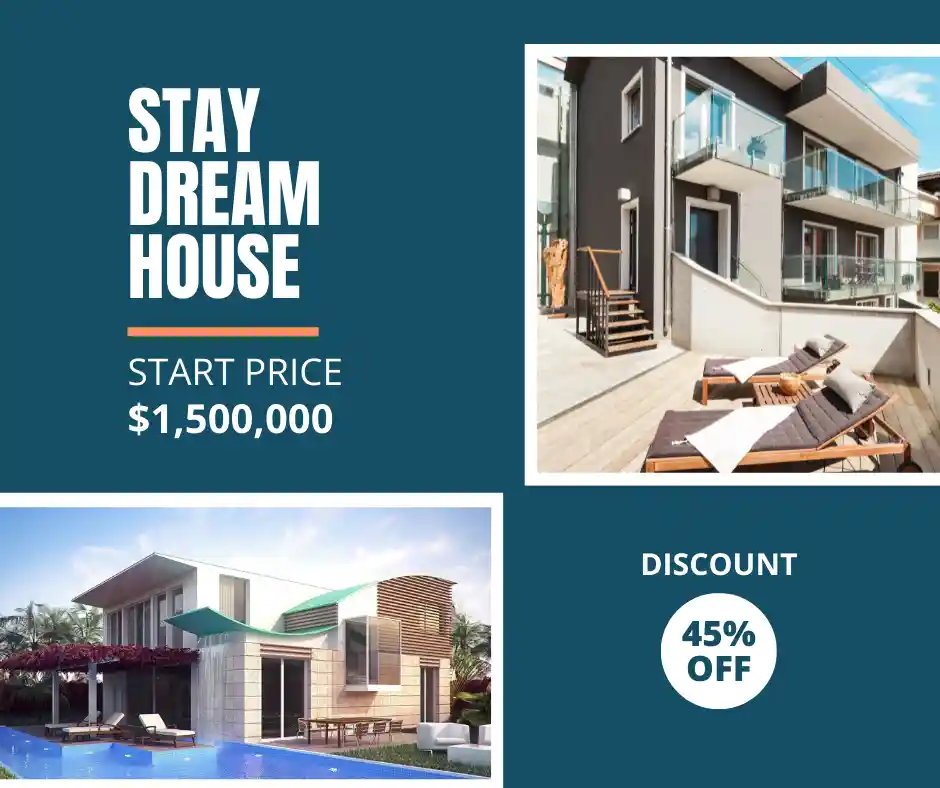 STAY
DREAM
HOUSE
START PRICE
$1,500,000
DISCOUNT
45%
OFF